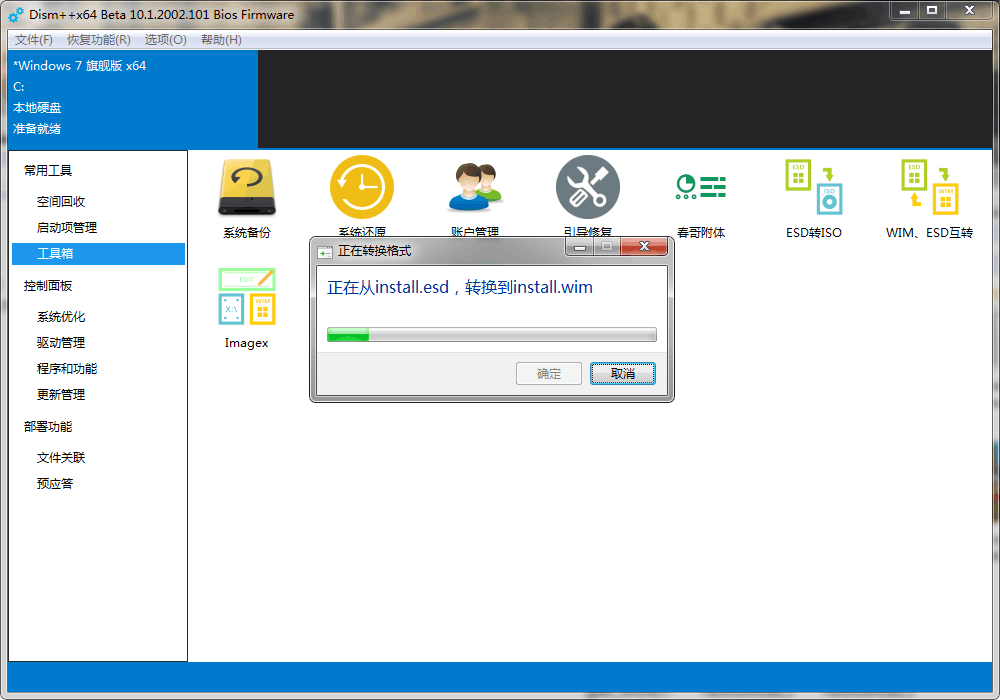 Dism++x64 Beta 10.1.2002.101 Bios Firmware
文件(F) 恢复功能(R) 选项(O) 帮助(H)
*Windows 7 旗舰版 x64
C:
本地硬盘
准备就绪
常用工具
空间回收
启动项管理
工具箱
控制面板
系统优化
驱动管理
程序和功能
更新管理
部署功能
文件关联
预应答
系统备份 系统还原 账户管理 引导修复 春哥附体 ESD转ISO WIM、ESD互转
ESD
ESD
WIM
EDIT
X:\
WIM
Imagex
正在转换格式
正在从install.esd，转换到install.wim
确定 取消